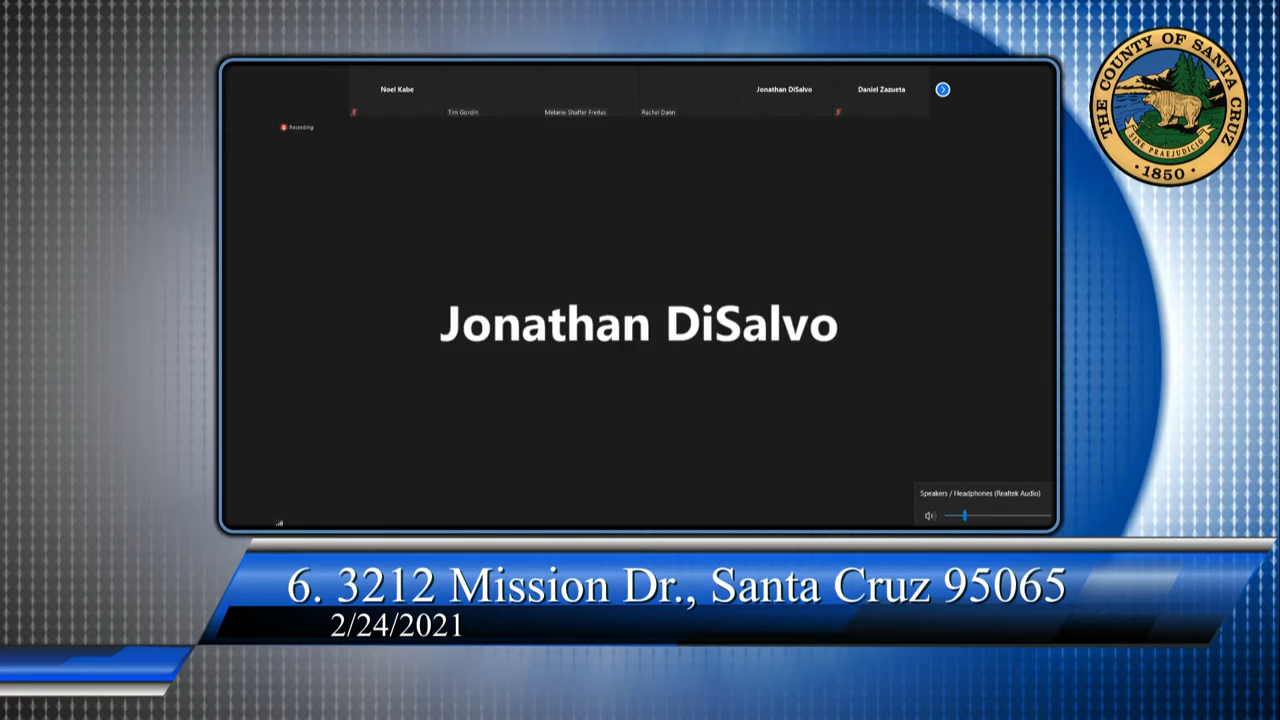 Noel Kabe
Jonathan DiSalvo
Daniel Zazueta
Tim Gordin
Melanie Shaffer Freitas
Rachel Dann
Recording
THE COUNTY OF SANTA CRUZ
SINE PRAEJUDICIO
• 1850 •
Jonathan DiSalvo
Speakers / Headphones (Realtek Audio)
6. 3212 Mission Dr., Santa Cruz 95065
2/24/2021